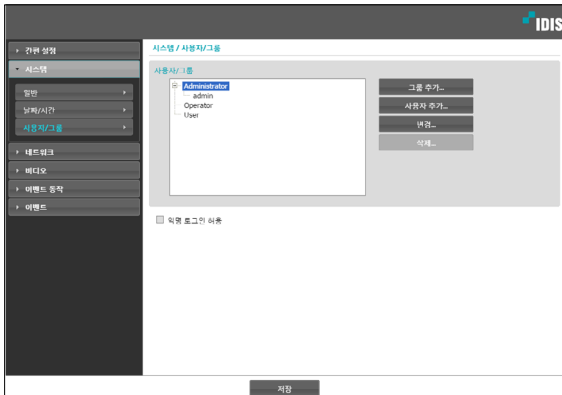 IDIS
간편 설정
시스템
일반
날짜/시간
사용자/그룹
네트워크
비디오
이벤트 동작
이벤트
시스템 / 사용자/그룹
사용자/그룹
Administrator
admin
Operator
User
그룹 추가...
사용자 추가...
변경...
삭제...
익명 로그인 허용
저장